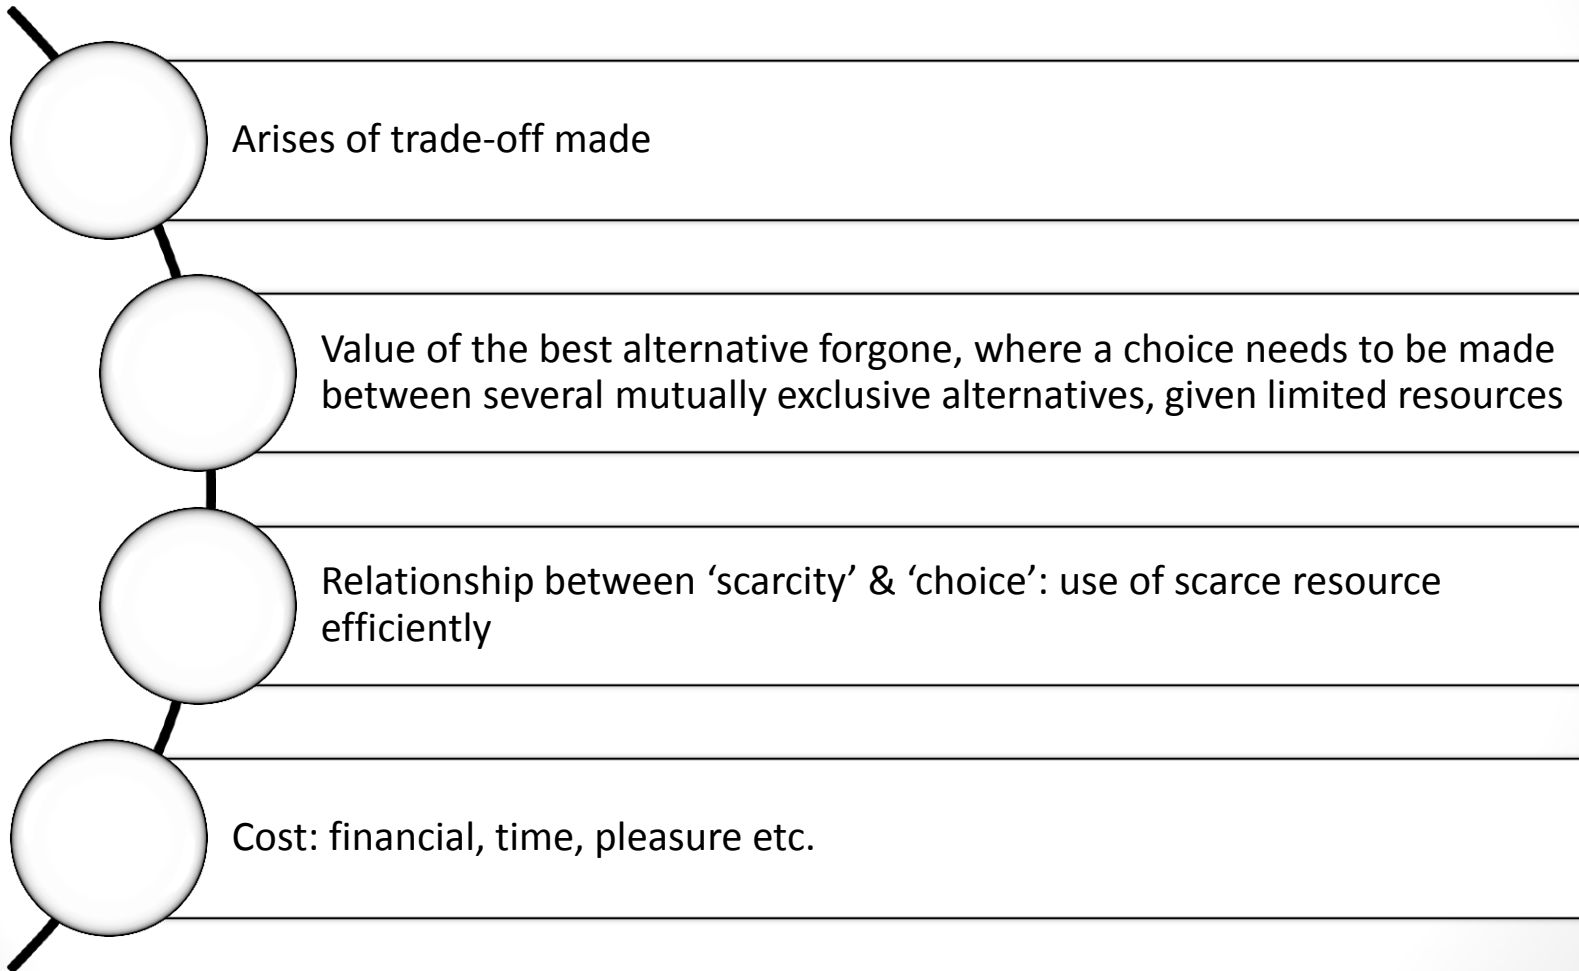 Arises of trade-off made
Value of the best alternative forgone, where a choice needs to be made
between several mutually exclusive alternatives, given limited resources
Relationship between ‘scarcity’ & ‘choice’: use of scarce resource
efficiently
Cost: financial, time, pleasure etc.